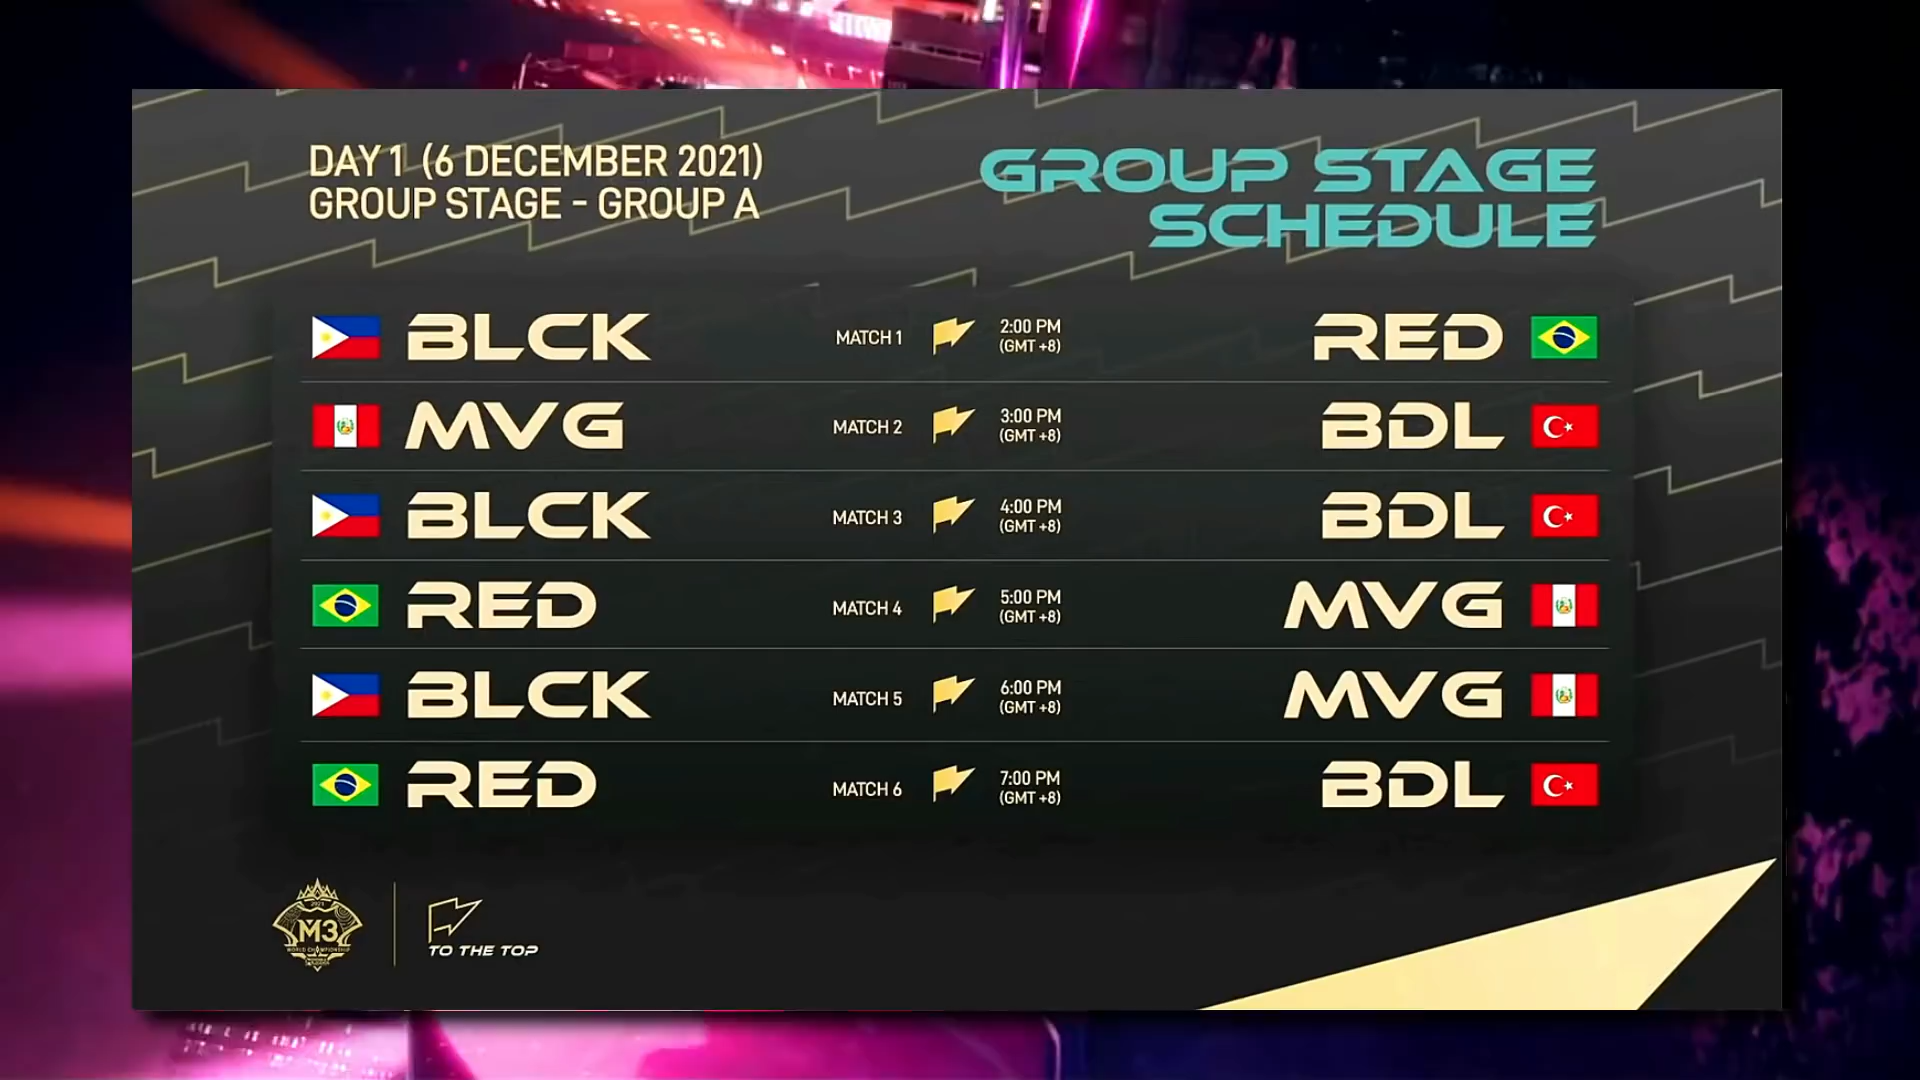 DAY 1 (6 DECEMBER 2021)
GROUP STAGE - GROUP A
GROUP STAGE
SCHEDULE
BLCK MATCH 1 2:00 PM (GMT +8) RED
MVG MATCH 2 3:00 PM (GMT +8) BDL
BLCK MATCH 3 4:00 PM (GMT +8) BDL
RED MATCH 4 5:00 PM (GMT +8) MVG
BLCK MATCH 5 6:00 PM (GMT +8) MVG
RED MATCH 6 7:00 PM (GMT +8) BDL
2021
M3
WORLD CHAMPIONSHIP
TO THE TOP